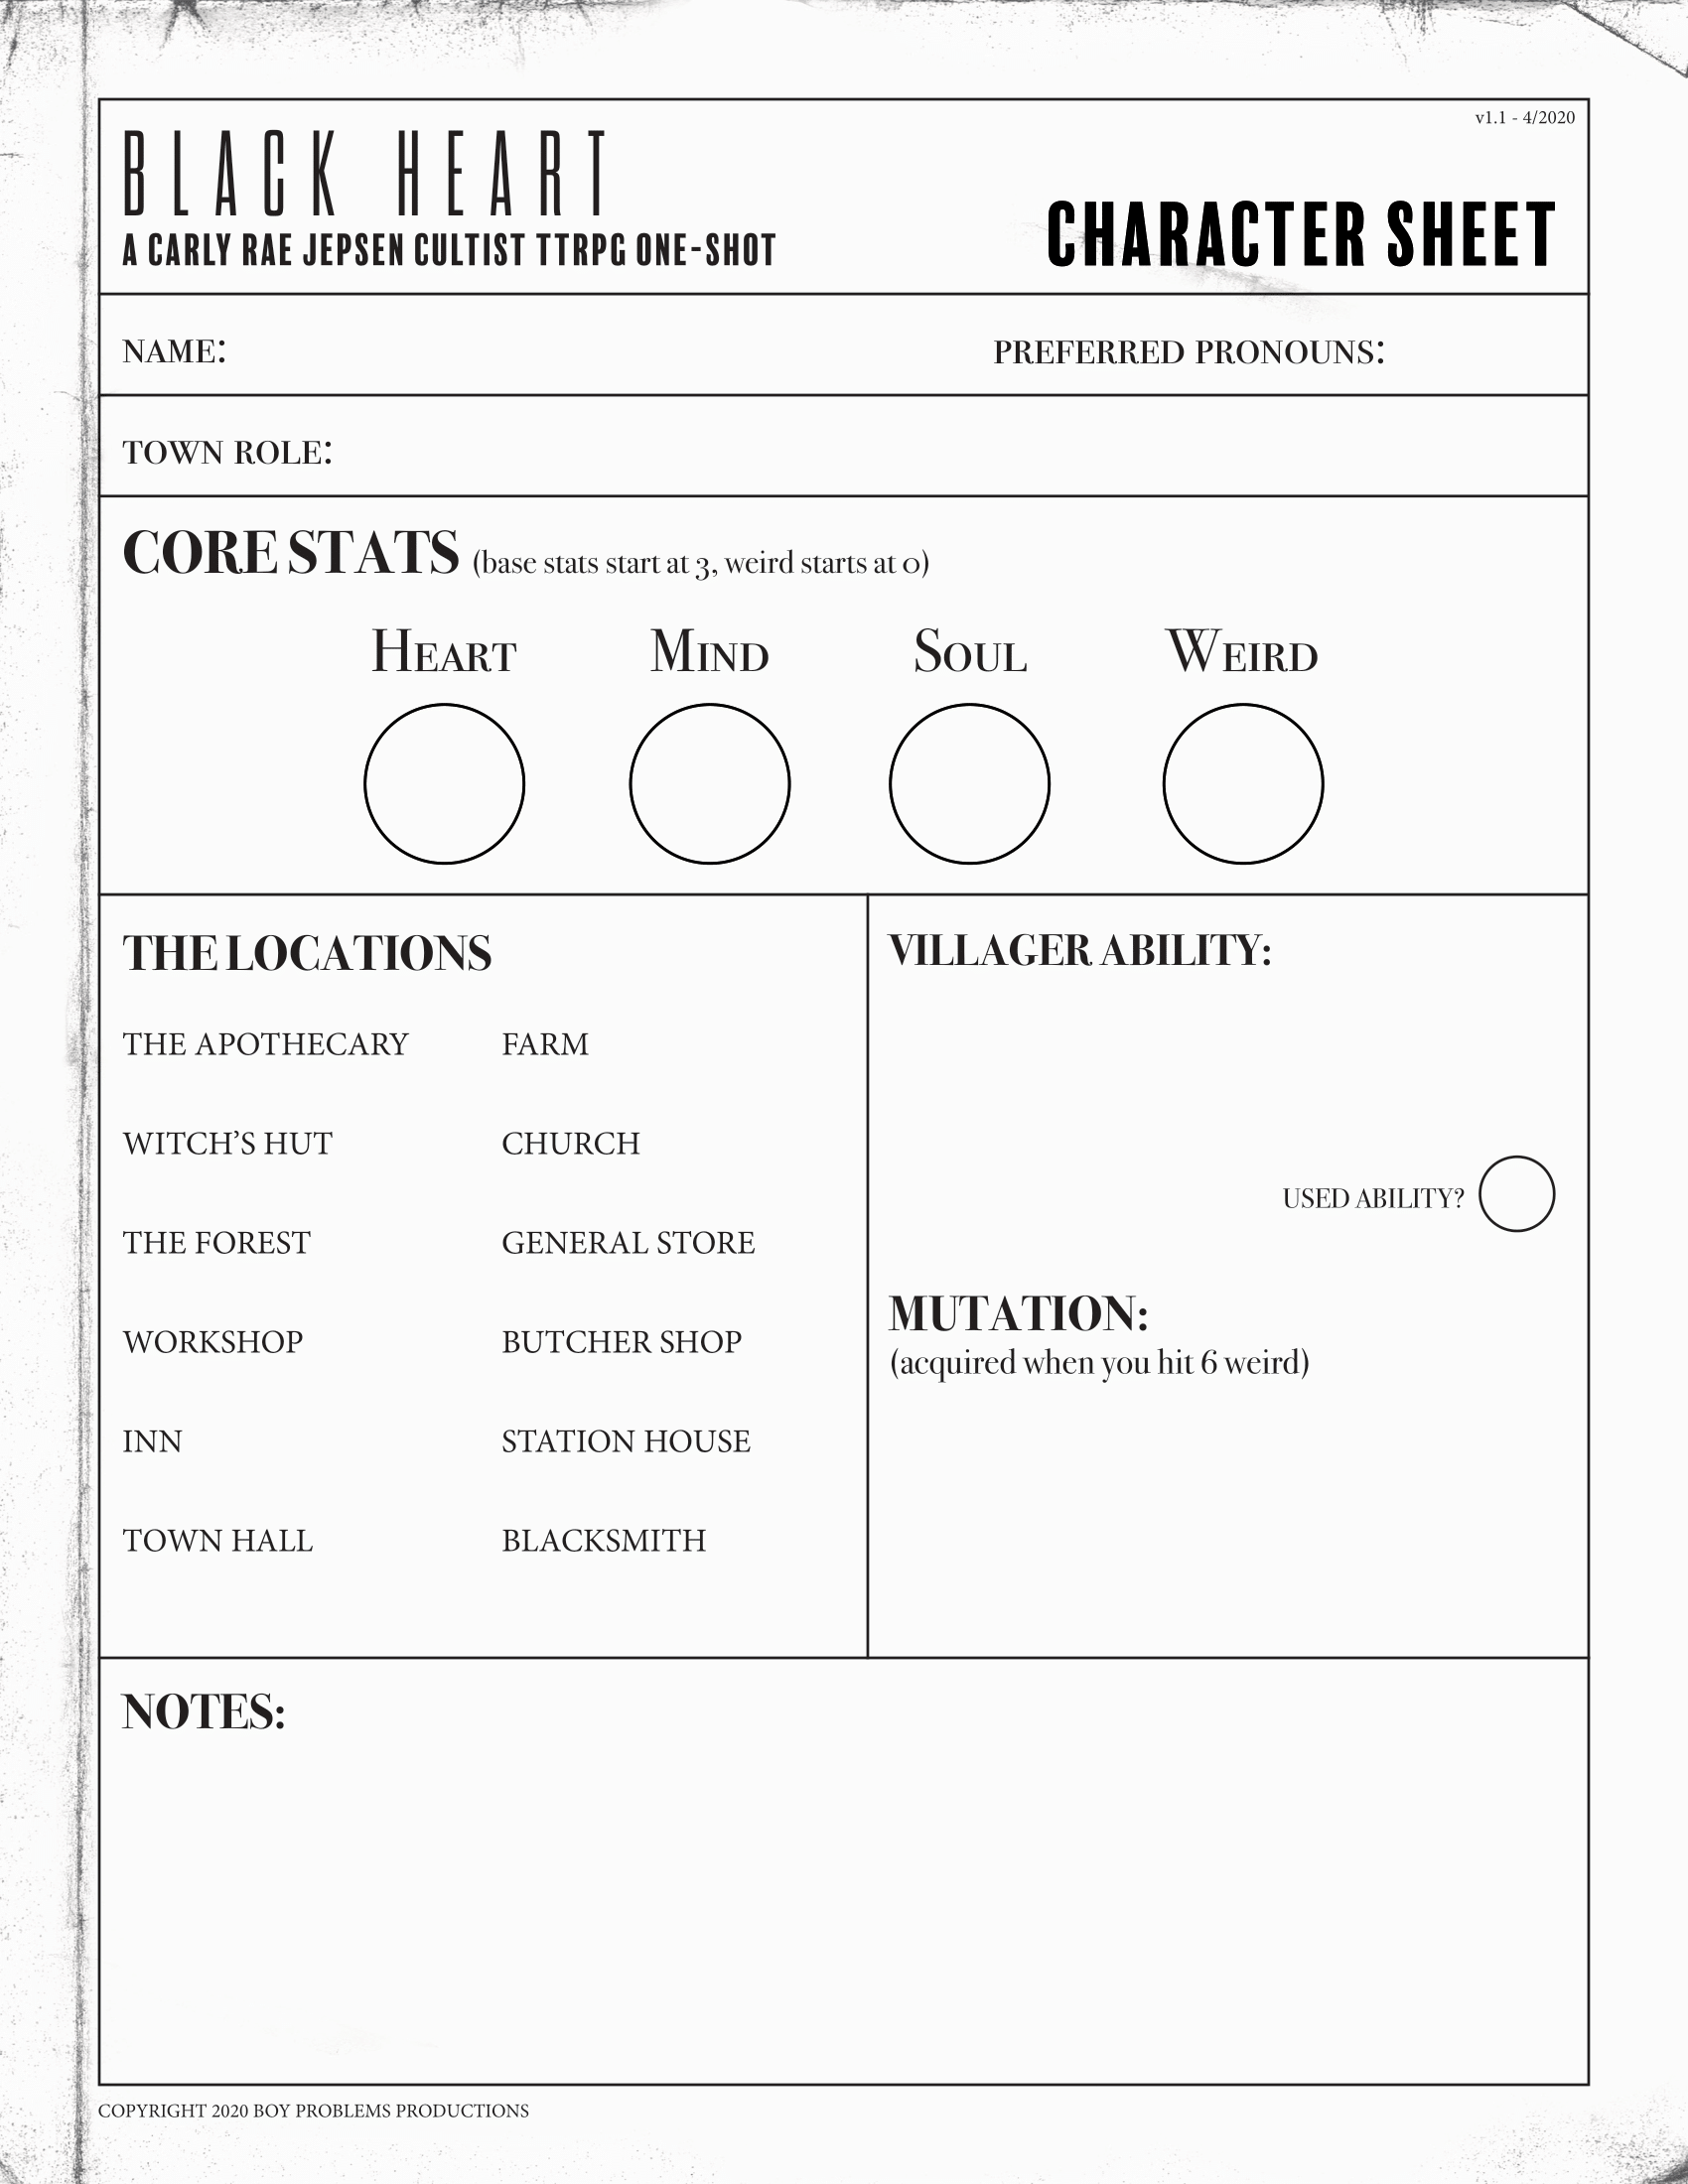 v1.1 - 4/2020
BLACK HEART
A CARLY RAE JEPSEN CULTIST TTRPG ONE-SHOT
CHARACTER SHEET
NAME:
PREFERRED PRONOUNS:
TOWN ROLE:
CORE STATS (base stats start at 3, weird starts at 0)
HEART MIND SOUL WEIRD
THE LOCATIONS
THE APOTHECARY FARM
WITCH’S HUT CHURCH
THE FOREST GENERAL STORE
WORKSHOP BUTCHER SHOP
INN STATION HOUSE
TOWN HALL BLACKSMITH
VILLAGER ABILITY:
USED ABILITY?
MUTATION:
(acquired when you hit 6 weird)
NOTES:
COPYRIGHT 2020 BOY PROBLEMS PRODUCTIONS